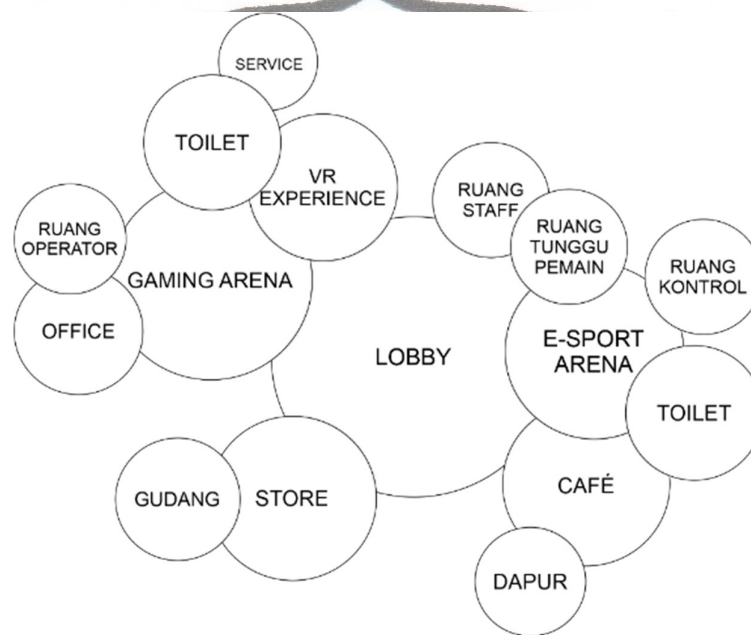 SERVICE
TOILET
VR
EXPERIENCE
RUANG
STAFF
RUANG
OPERATOR
RUANG
TUNGGU
PEMAIN
RUANG
KONTROL
GAMING ARENA
OFFICE
LOBBY
E-SPORT
ARENA
TOILET
GUDANG
STORE
CAFÉ
DAPUR